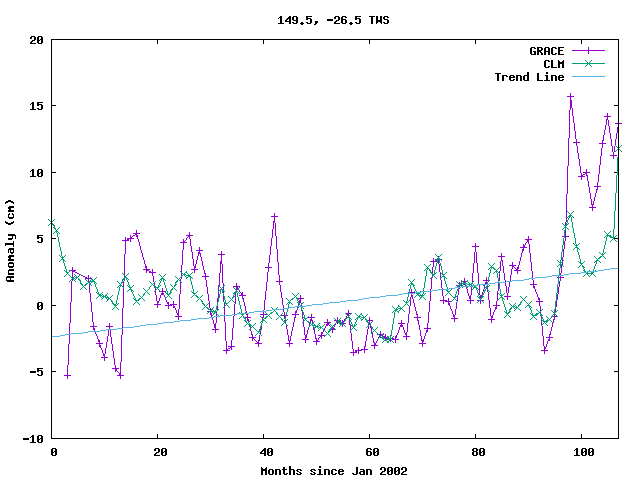 149.5, -26.5 TWS
GRACE
CLM
Trend Line
20
15
10
5
0
-5
-10
Anomaly (cm)
0 20 40 60 80 100
Months since Jan 2002